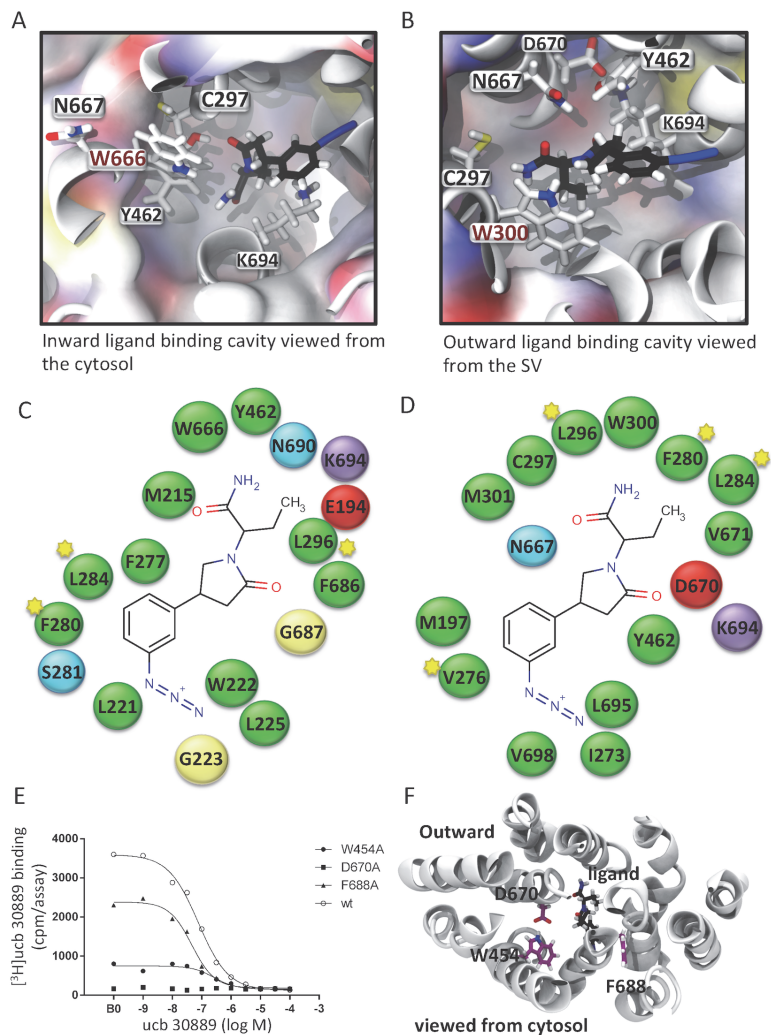 A
N667
C297
W666
Y462
K694
Inward ligand binding cavity viewed from
the cytosol
B
D670
Y462
N667
K694
C297
W300
Outward ligand binding cavity viewed
from the SV
C
W666
Y462
N690
K694
M215
NH2
O
CH3
E194
L296
N
F277
L284
O
F686
F280
G687
S281
N
N
+
N
W222
L221
L225
G223
D
L296
W300
C297
F280
M301
L284
NH2
O
CH3
V671
N667
N
D670
O
M197
Y462
K694
V276
N
N
+
N
L695
V698
I273
E
[3H]ucb 30889 binding
(cpm/assay)
4000
3000
2000
1000
0
B0
-9
-8
-7
-6
-5
-4
-3
ucb 30889 (log M)
W454A
D670A
F688A
wt
F
Outward
ligand
D670
W454
F688
viewed from cytosol